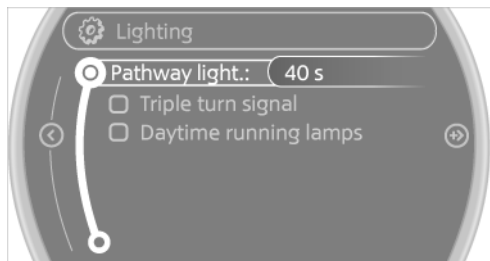 Lighting
Pathway light.: 40 s
Triple turn signal
Daytime running lamps